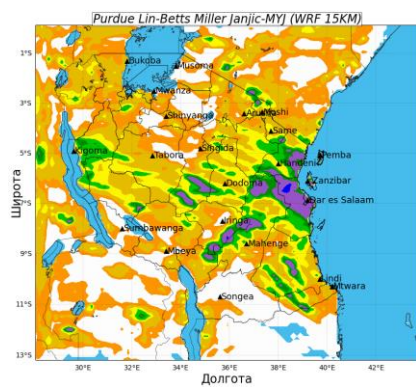 Purdue Lin-Betts Miller Janjic-MYJ (WRF 15KM)
Bukoba
Musoma
1°S
Mwanza
3°S
Shinyanga
Arusha
Moshi
Same
Kigoma
Tabora
Singida
Handeni
Pemba
5°S
Dodoma
Zanzibar
Dar es Salaam
7°S
Sumbawanga
Iringa
Mbeya
Mahenge
9°S
Lindi
Mtwara
Songea
11°S
13°S
30°E 32°E 34°E 36°E 38°E 40°E 42°E
Широта
Долгота